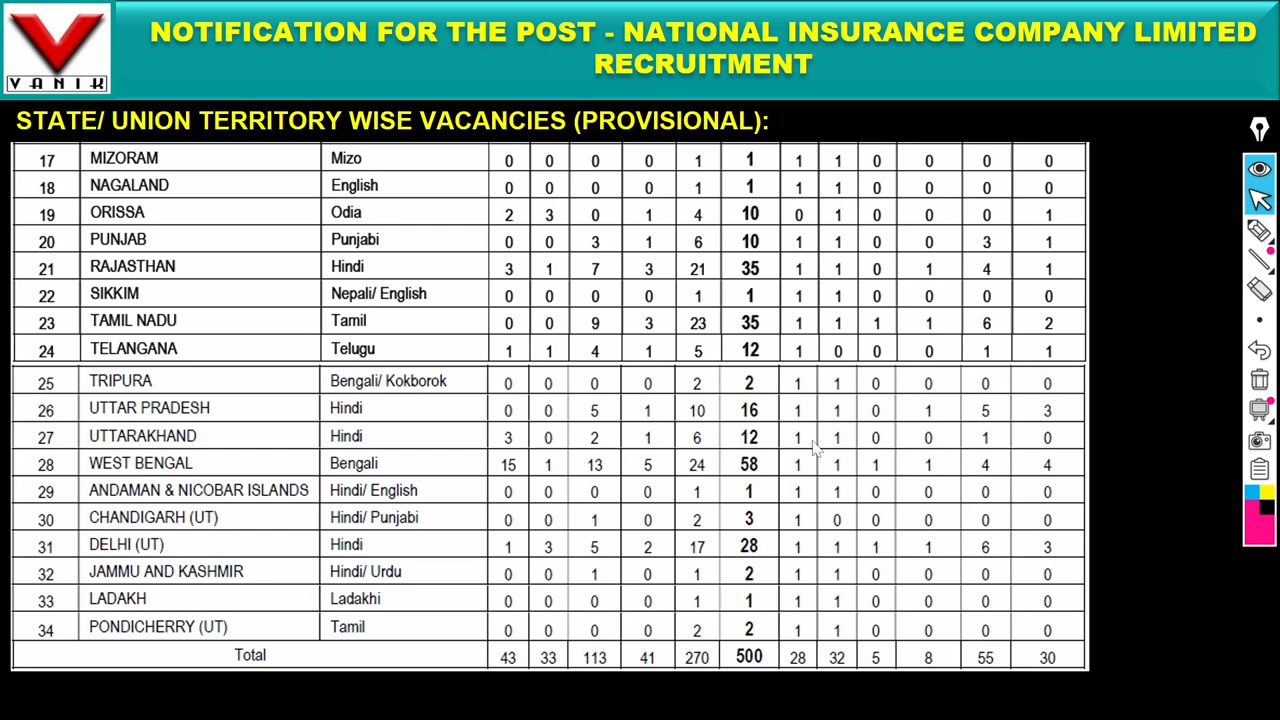 VANIK
NOTIFICATION FOR THE POST - NATIONAL INSURANCE COMPANY LIMITED
RECRUITMENT
STATE/ UNION TERRITORY WISE VACANCIES (PROVISIONAL):
17 MIZORAM Mizo 0 0 0 0 1 1 1 1 0 0 0 0
18 NAGALAND English 0 0 0 0 1 1 1 1 0 0 0 0
19 ORISSA Odia 2 3 0 1 4 10 0 1 0 0 0 1
20 PUNJAB Punjabi 0 0 3 1 6 10 1 1 0 0 3 1
21 RAJASTHAN Hindi 3 1 7 3 21 35 1 1 0 1 4 1
22 SIKKIM Nepali/ English 0 0 0 0 1 1 1 1 0 0 0 0
23 TAMIL NADU Tamil 0 0 9 3 23 35 1 1 1 1 6 2
24 TELANGANA Telugu 1 1 4 1 5 12 1 0 0 0 1 1
25 TRIPURA Bengali/ Kokborok 0 0 0 0 2 2 1 1 0 0 0 0
26 UTTAR PRADESH Hindi 0 0 5 1 10 16 1 1 0 1 5 3
27 UTTARAKHAND Hindi 3 0 2 1 6 12 1 1 0 0 1 0
28 WEST BENGAL Bengali 15 1 13 5 24 58 1 1 1 1 4 4
29 ANDAMAN & NICOBAR ISLANDS Hindi/ English 0 0 0 0 1 1 1 1 0 0 0 0
30 CHANDIGARH (UT) Hindi/ Punjabi 0 0 1 0 2 3 1 0 0 0 0 0
31 DELHI (UT) Hindi 1 3 5 2 17 28 1 1 1 1 6 3
32 JAMMU AND KASHMIR Hindi/ Urdu 0 0 1 0 1 2 1 1 0 0 0 0
33 LADAKH Ladakhi 0 0 0 0 1 1 1 1 0 0 0 0
34 PONDICHERRY (UT) Tamil 0 0 0 0 2 2 1 1 0 0 0 0
Total 43 33 113 41 270 500 28 32 5 8 55 30